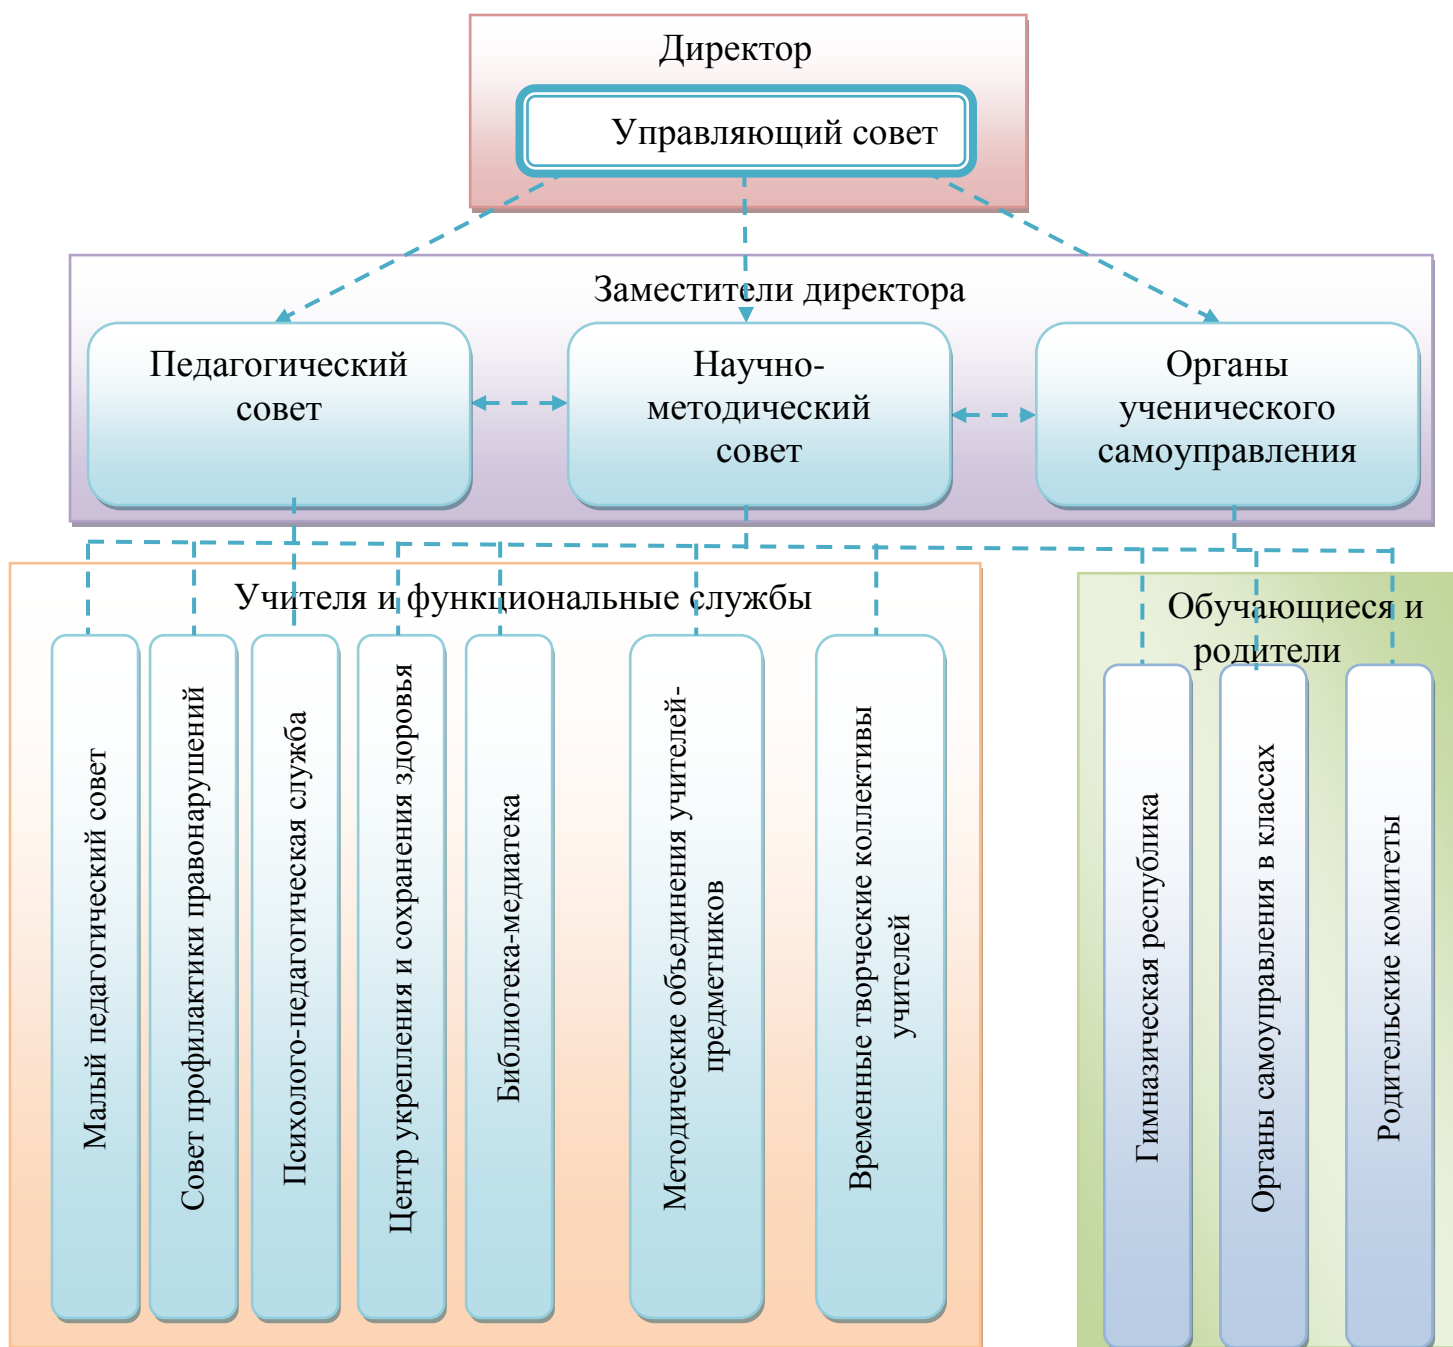 Директор
Управляющий совет
Заместители директора
Педагогический
совет
Научно-
методический
совет
Органы
ученического
самоуправления
Учителя и функциональные службы
Обучающиеся и
родители
Малый педагогический совет
Совет профилактики правонарушений
Психолого-педагогическая служба
Центр укрепления и сохранения здоровья
Библиотека-медиатека
Методические объединения учителей-
предметников
Временные творческие коллективы
учителей
Гимназическая республика
Органы самоуправления в классах
Родительские комитеты